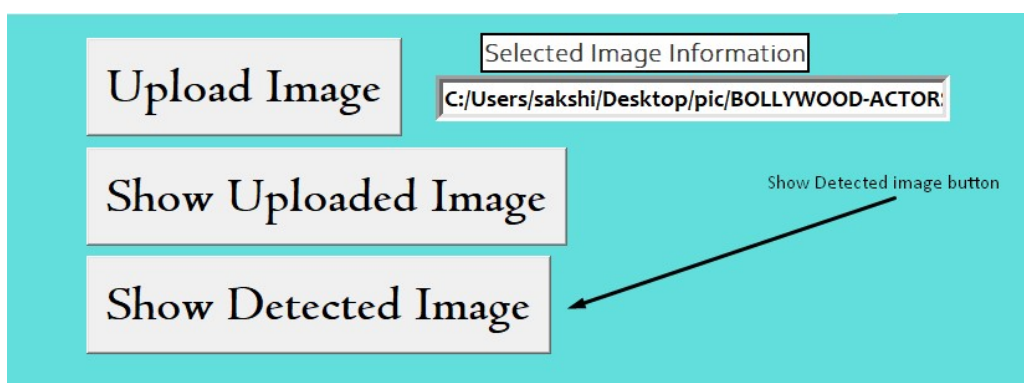 Upload Image
Selected Image Information
C:/Users/sakshi/Desktop/pic/BOLLYWOOD-ACTOR
Show Uploaded Image
Show Detected image button
Show Detected Image